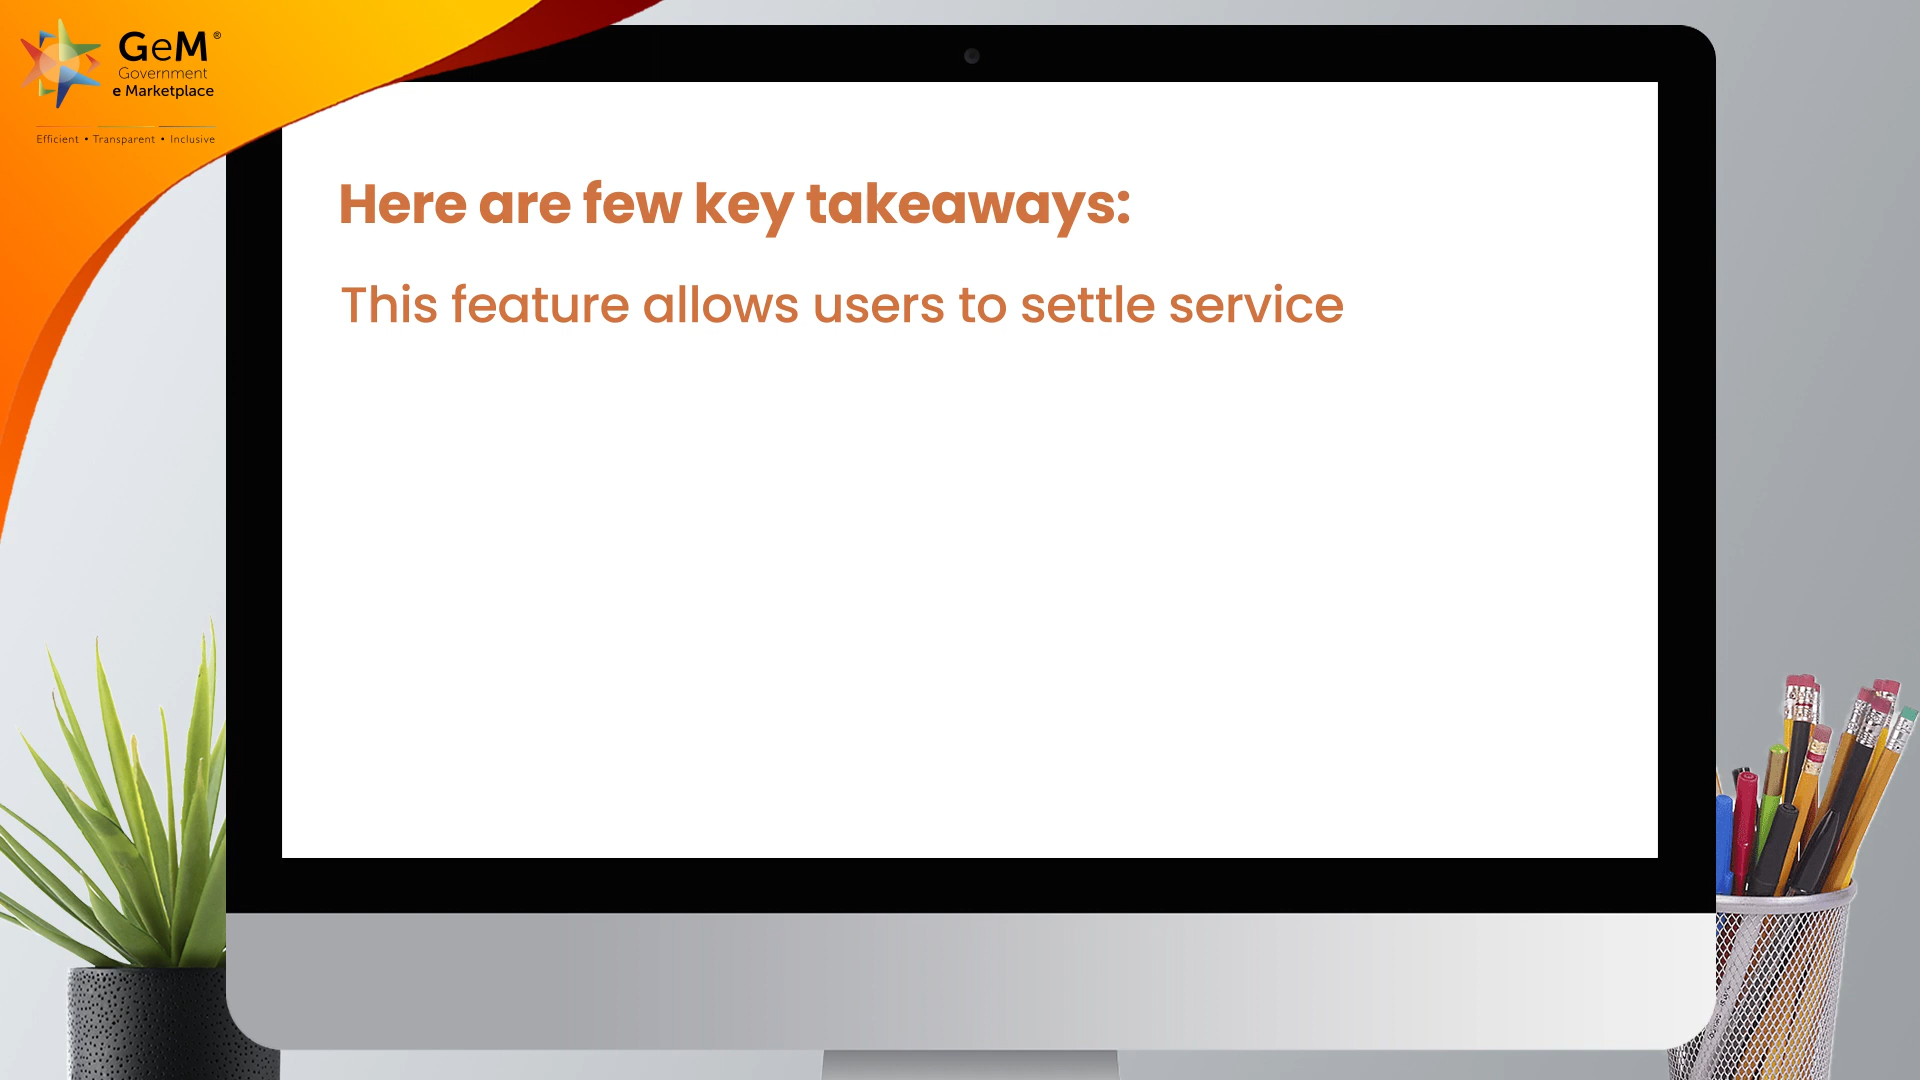 GeM®
Government
e Marketplace
Efficient • Transparent • Inclusive
Here are few key takeaways:
This feature allows users to settle service